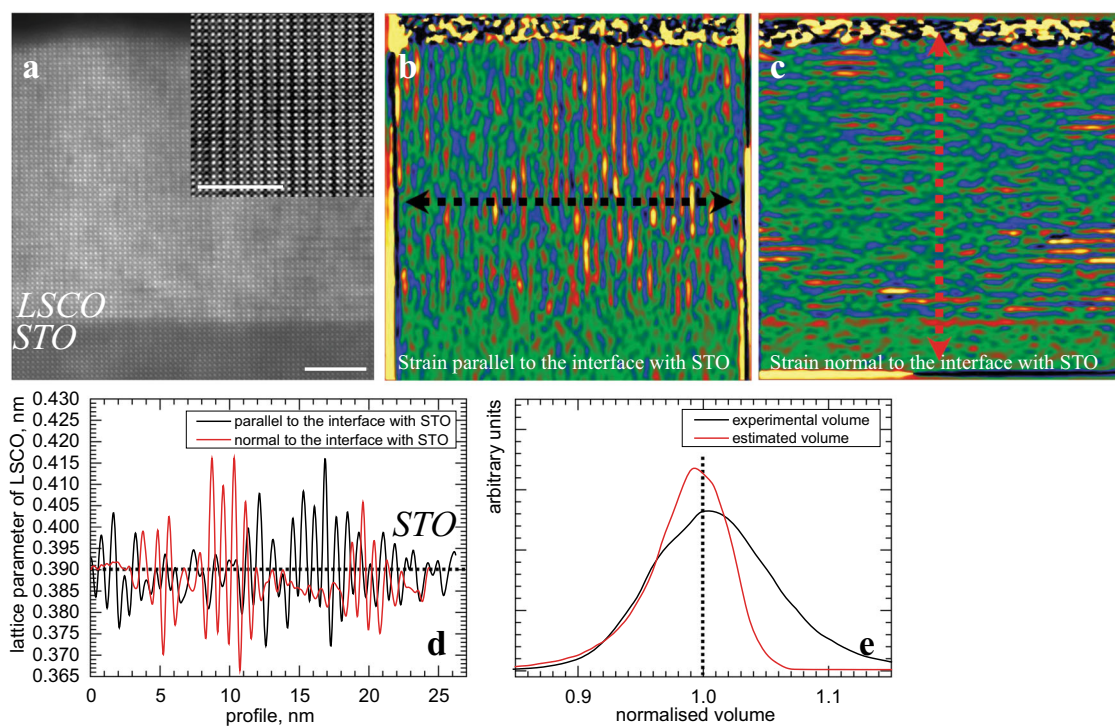 a
LSCO
STO
b
Strain parallel to the interface with STO
c
Strain normal to the interface with STO
lattice parameter of LSCO, nm
0.430
0.425
0.420
0.415
0.410
0.405
0.400
0.395
0.390
0.385
0.380
0.375
0.370
0.365
parallel to the interface with STO
normal to the interface with STO
STO
d
0 5 10 15 20 25
profile, nm
arbitrary units
experimental volume
estimated volume
e
0.9 1.0 1.1
normalised volume